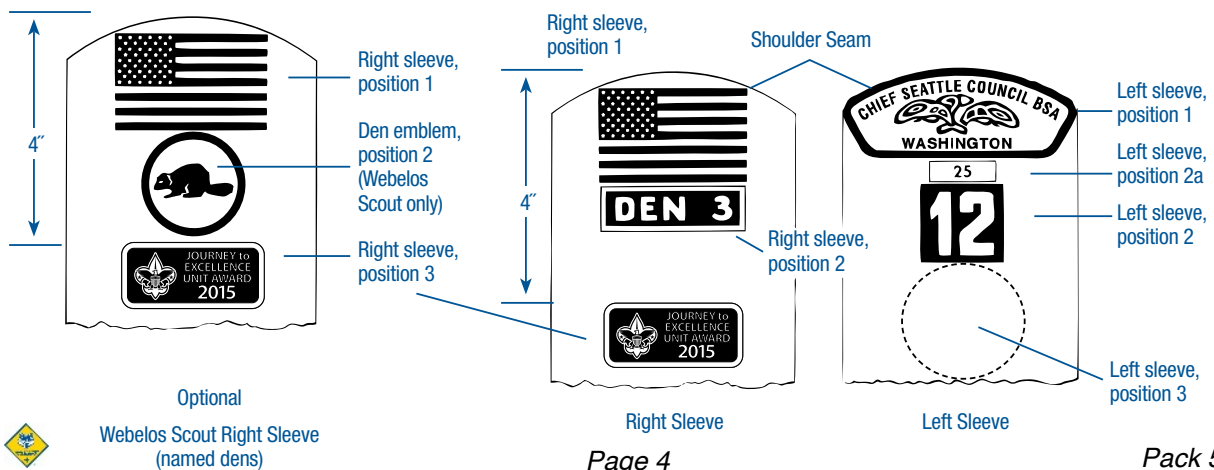 4˝
Right sleeve,
position 1
Den emblem,
position 2
(Webelos
Scout only)
Right sleeve,
position 3
JOURNEY to
EXCELLENCE
UNIT AWARD
2015
Optional
Webelos Scout Right Sleeve
(named dens)
Right sleeve,
position 1
4˝
DEN 3
Right sleeve,
position 2
JOURNEY to
EXCELLENCE
UNIT AWARD
2015
Right Sleeve
Shoulder Seam
CHIEF SEATTLE COUNCIL BSA
WASHINGTON
25
12
Left sleeve,
position 1
Left sleeve,
position 2a
Left sleeve,
position 2
Left sleeve,
position 3
Left Sleeve
Page 4
Pack 5